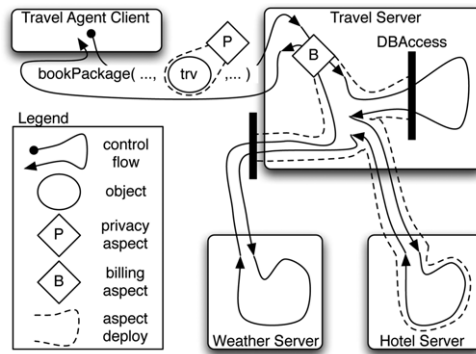 Travel Agent Client
Travel Server
P
B
DBAccess
bookPackage( ..., trv ,... )
Legend
control
flow
object
P
privacy
aspect
B
billing
aspect
aspect
deploy
Weather Server
Hotel Server